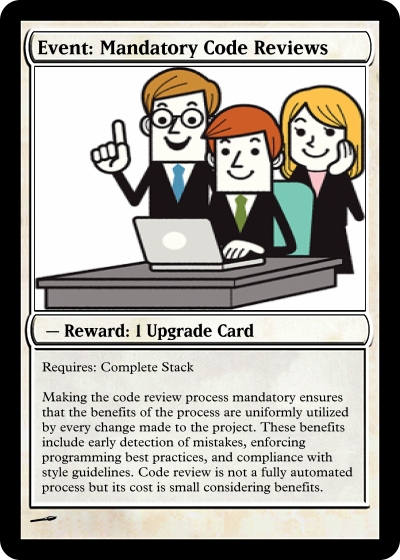 Event: Mandatory Code Reviews
— Reward: 1 Upgrade Card
Requires: Complete Stack
Making the code review process mandatory ensures
that the benefits of the process are uniformly utilized
by every change made to the project. These benefits
include early detection of mistakes, enforcing
programming best practices, and compliance with
style guidelines. Code review is not a fully automated
process but its cost is small considering benefits.